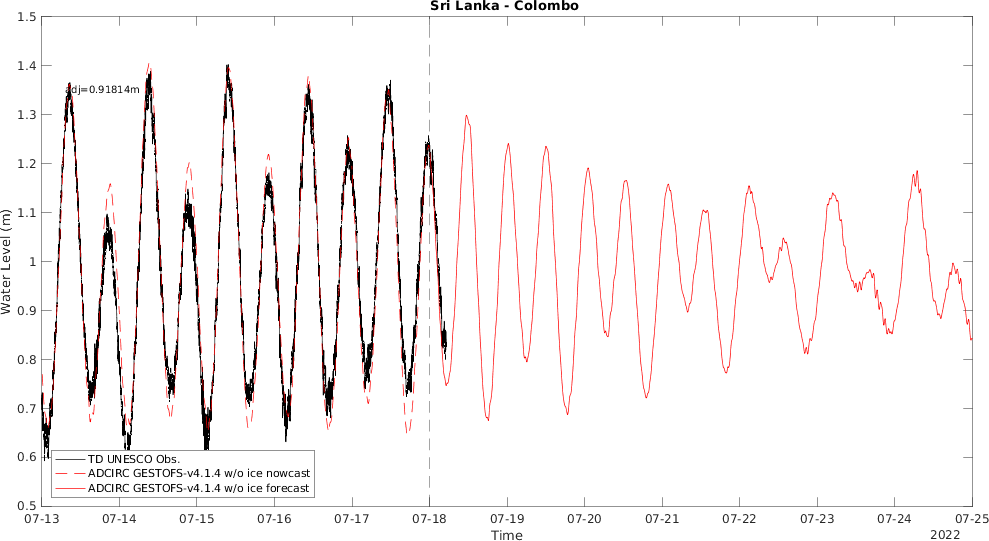 Sri Lanka - Colombo
1.5
1.4
1.3
1.2
1.1
1
0.9
0.8
0.7
0.6
0.5
Water Level (m)
adj=0.91814m
TD UNESCO Obs.
ADCIRC GESTOFS-v4.1.4 w/o ice nowcast
ADCIRC GESTOFS-v4.1.4 w/o ice forecast
07-13 07-14 07-15 07-16 07-17 07-18 07-19 07-20 07-21 07-22 07-23 07-24 07-25
Time
2022